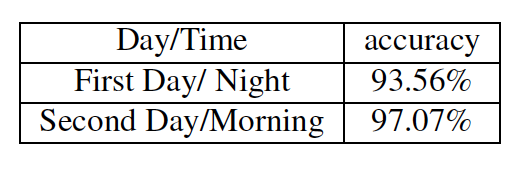 Day/Time accuracy
First Day/ Night 93.56%
Second Day/Morning 97.07%